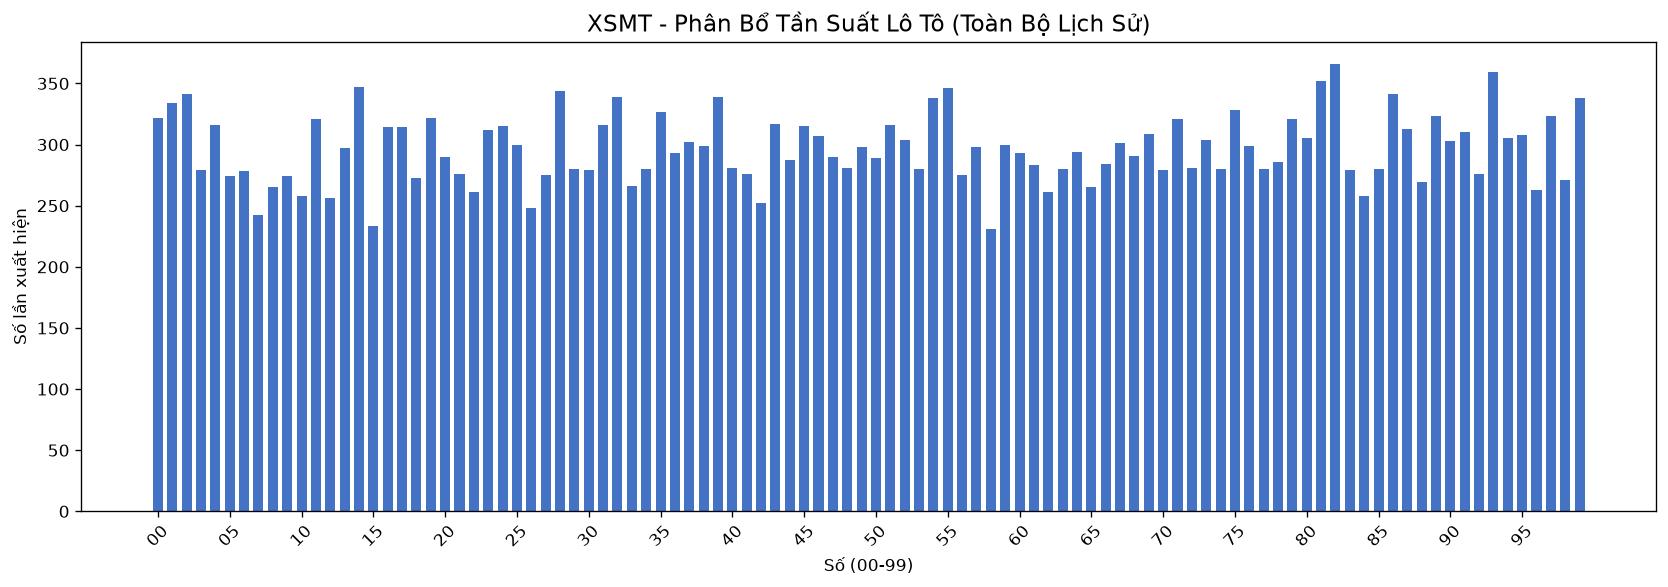 XSMT - Phân Bổ Tần Suất Lô Tô (Toàn Bộ Lịch Sử)
Số lần xuất hiện
350
300
250
200
150
100
50
0
00 05 10 15 20 25 30 35 40 45 50 55 60 65 70 75 80 85 90 95
Số (00-99)